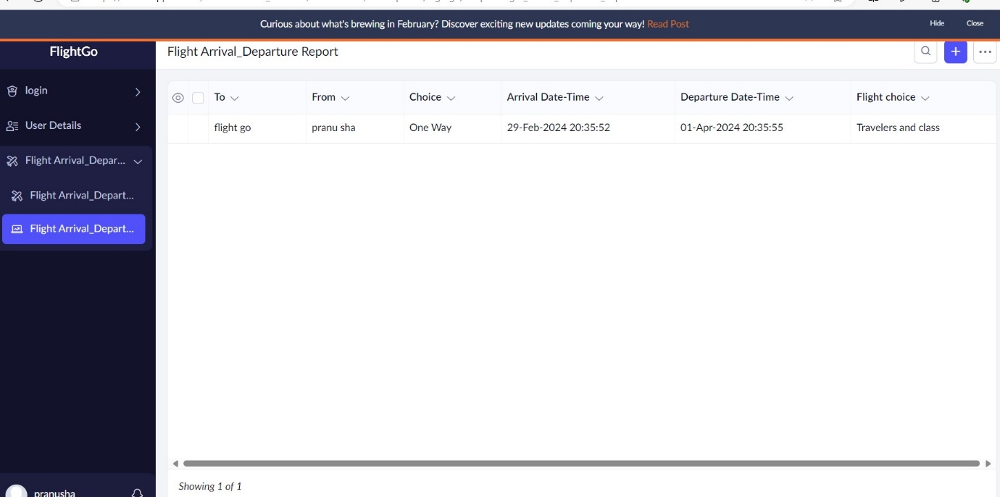 Curious about what's brewing in February? Discover exciting new updates coming your way! Read Post
Hide
Close
FlightGo
Flight Arrival_Departure Report
login
User Details
Flight Arrival_Depar...
Flight Arrival_Depart...
Flight Arrival_Depart...
To From Choice Arrival Date-Time Departure Date-Time Flight choice
flight go pranu sha One Way 29-Feb-2024 20:35:52 01-Apr-2024 20:35:55 Travelers and class
Showing 1 of 1
pranusha